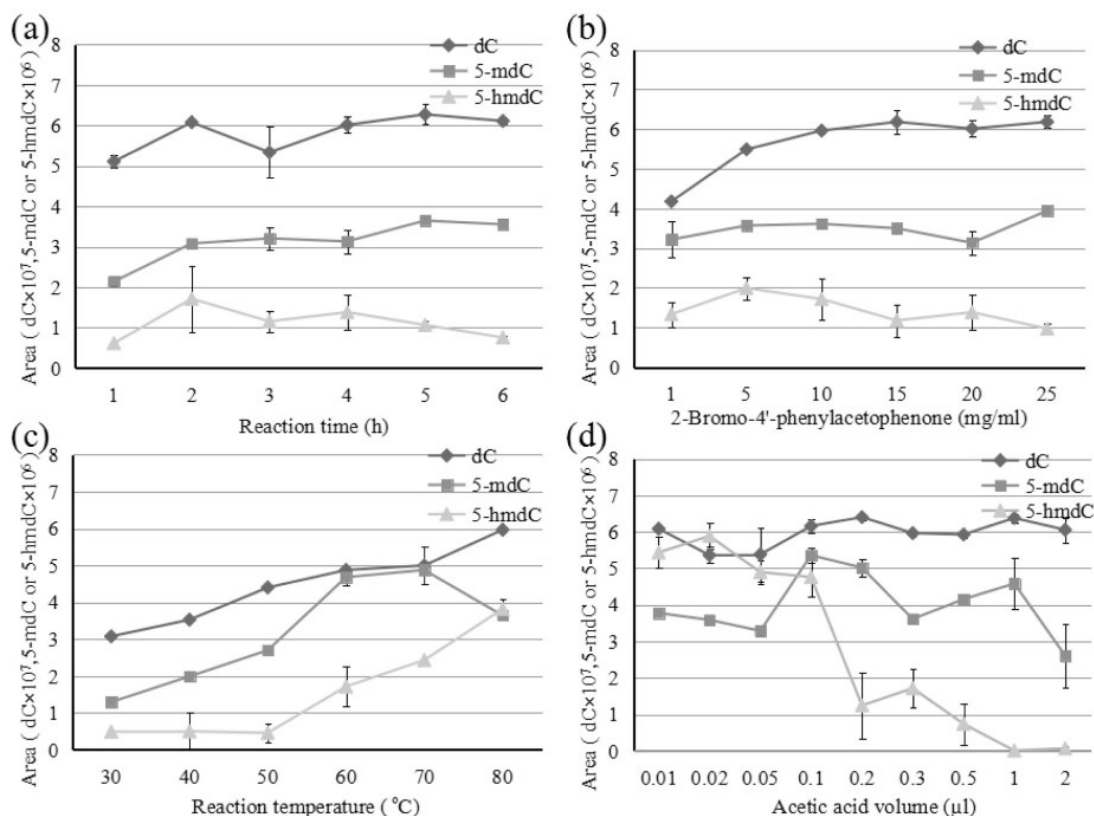 (a)
dC
5-mdC
5-hmdC
Area ( dC×10⁷,5-mdC or 5-hmdC×10⁶)
8
7
6
5
4
3
2
1
0
1 2 3 4 5 6
Reaction time (h)
(b)
dC
5-mdC
5-hmdC
Area ( dC×10⁷,5-mdC or 5-hmdC×10⁶)
8
7
6
5
4
3
2
1
0
1 5 10 15 20 25
2-Bromo-4'-phenylacetophenone (mg/ml)
(c)
dC
5-mdC
5-hmdC
Area ( dC×10⁷,5-mdC or 5-hmdC×10⁶)
8
7
6
5
4
3
2
1
0
30 40 50 60 70 80
Reaction temperature ( °C)
(d)
dC
5-mdC
5-hmdC
Area ( dC×10⁷,5-mdC or 5-hmdC×10⁶)
8
7
6
5
4
3
2
1
0
0.01 0.02 0.05 0.1 0.2 0.3 0.5 1 2
Acetic acid volume (µl)